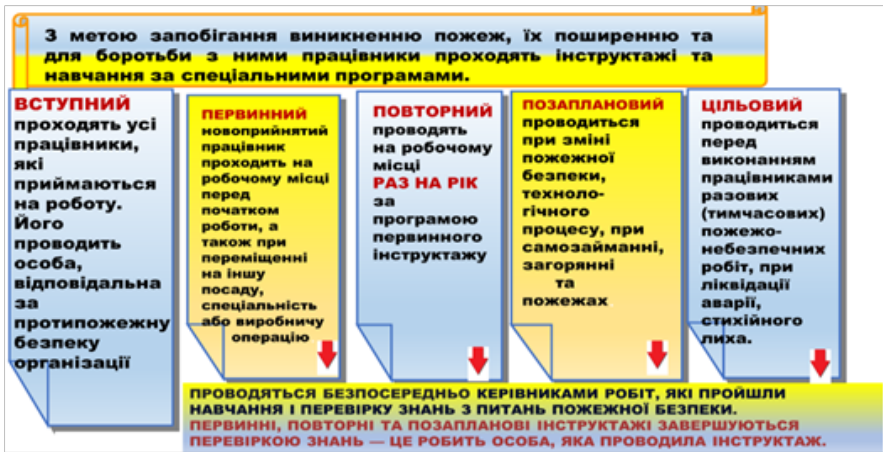 З метою запобігання виникненню пожеж, їх поширенню та
для боротьби з ними працівники проходять інструктажі та
навчання за спеціальними програмами.
ВСТУПНИЙ
проходять усі
працівники,
які
приймаються
на роботу.
Його
проводить
особа,
відповідальна
за
протипожежну
безпеку
організації
ПЕРВИННИЙ
новоприйнятий
працівник
проходить на
робочому місці
перед
початком
роботи, а
також при
переміщенні
на іншу
посаду,
спеціальність
або виробничу
операцію
ПОВТОРНИЙ
проводять
на робочому
місці
РАЗ НА РІК
за
програмою
первинного
інструктажу
ПОЗАПЛАНОВИЙ
проводиться
при зміні
пожежної
безпеки,
техноло-
гічного
процесу, при
самозайманні,
загорянні
та
пожежах
ЦІЛЬОВИЙ
проводиться
перед
виконанням
працівниками
разових
(тимчасових)
пожежо-
небезпечних
робіт, при
ліквідації
аварії,
стихійного
лиха.
ПРОВОДЯТЬСЯ БЕЗПОСЕРЕДНЬО КЕРІВНИКАМИ РОБІТ, ЯКІ ПРОЙШЛИ
НАВЧАННЯ І ПЕРЕВІРКУ ЗНАНЬ З ПИТАНЬ ПОЖЕЖНОЇ БЕЗПЕКИ.
ПЕРВИННІ, ПОВТОРНІ ТА ПОЗАПЛАНОВІ ІНСТРУКТАЖІ ЗАВЕРШУЮТЬСЯ
ПЕРЕВІРКОЮ ЗНАНЬ — ЦЕ РОБИТЬ ОСОБА, ЯКА ПРОВОДИЛА ІНСТРУКТАЖ.